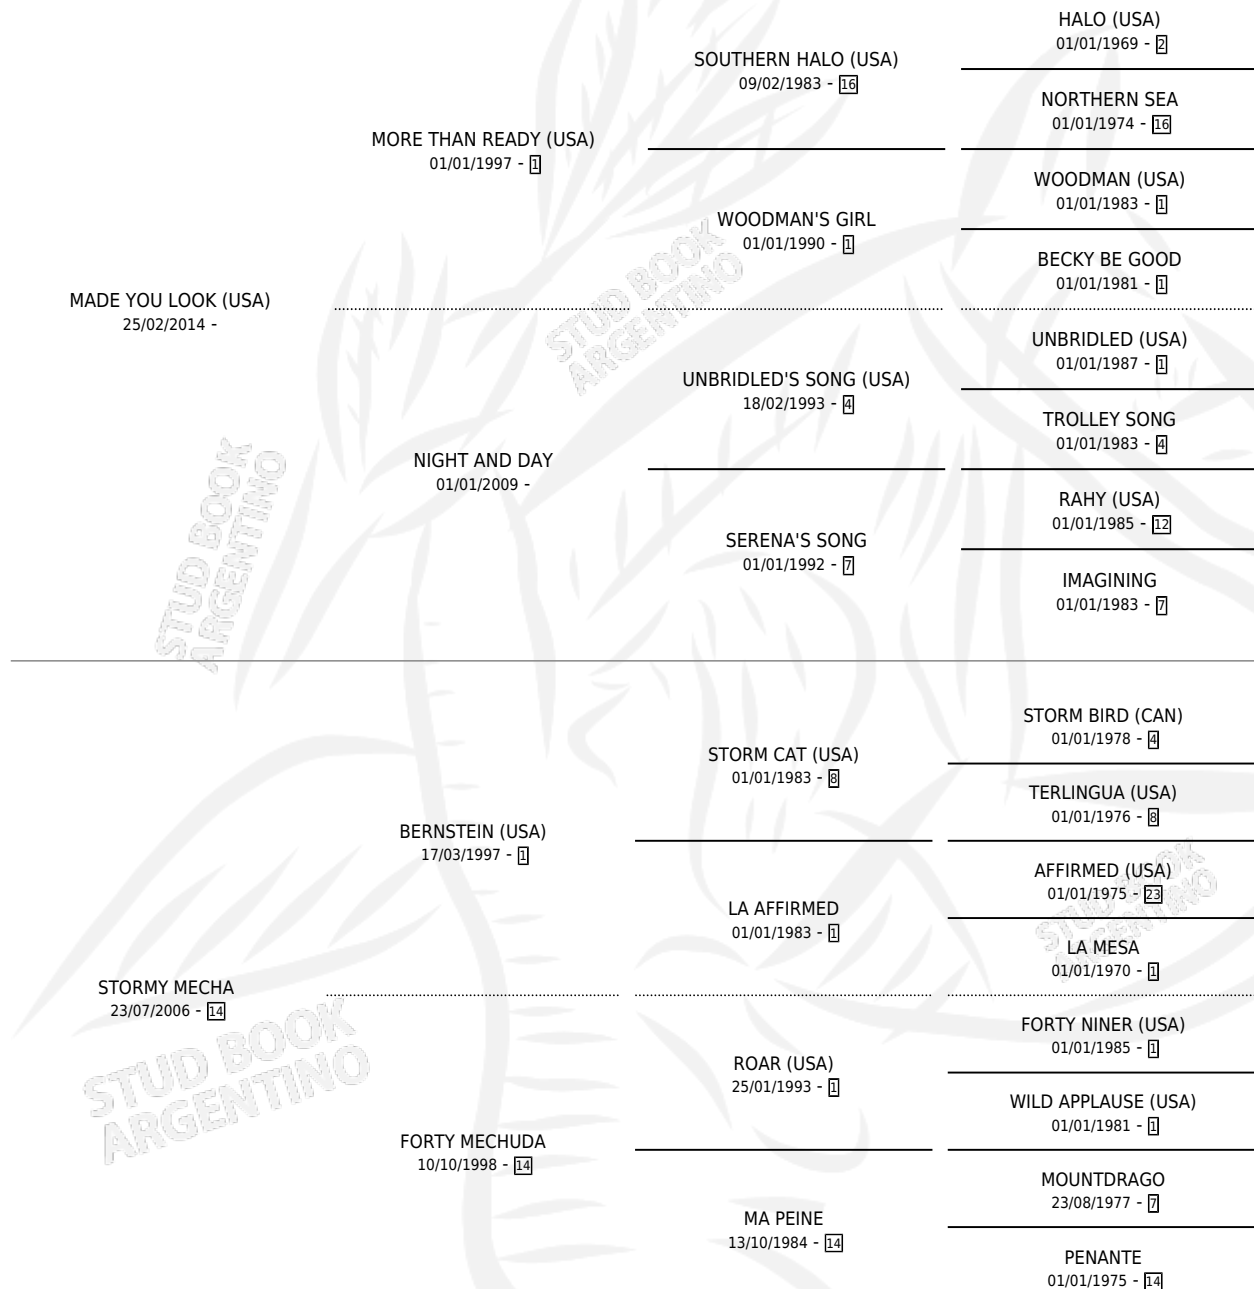 HALO (USA)
01/01/1969 - 2
SOUTHERN HALO (USA)
09/02/1983 - 16
NORTHERN SEA
01/01/1974 - 16
MORE THAN READY (USA)
01/01/1997 - 1
WOODMAN (USA)
01/01/1983 - 1
WOODMAN'S GIRL
01/01/1990 - 1
BECKY BE GOOD
01/01/1981 - 1
MADE YOU LOOK (USA)
25/02/2014 -
UNBRIDLED (USA)
01/01/1987 - 1
UNBRIDLED'S SONG (USA)
18/02/1993 - 4
TROLLEY SONG
01/01/1983 - 4
NIGHT AND DAY
01/01/2009 -
RAHY (USA)
01/01/1985 - 12
SERENA'S SONG
01/01/1992 - 7
IMAGINING
01/01/1983 - 7
STORM BIRD (CAN)
01/01/1978 - 4
STORM CAT (USA)
01/01/1983 - 8
TERLINGUA (USA)
01/01/1976 - 8
BERNSTEIN (USA)
17/03/1997 - 1
AFFIRMED (USA)
01/01/1975 - 23
LA AFFIRMED
01/01/1983 - 1
LA MESA
01/01/1970 - 1
STORMY MECHA
23/07/2006 - 14
FORTY NINER (USA)
01/01/1985 - 1
ROAR (USA)
25/01/1993 - 1
WILD APPLAUSE (USA)
01/01/1981 - 1
FORTY MECHUDA
10/10/1998 - 14
MOUNTDRAGO
23/08/1977 - 7
MA PEINE
13/10/1984 - 14
PENANTE
01/01/1975 - 14
STUD BOOK
ARGENTINO
STUD BOOK
ARGENTINO
STUD BOOK
ARGENTINO
STUD BOOK
ARGENTINO